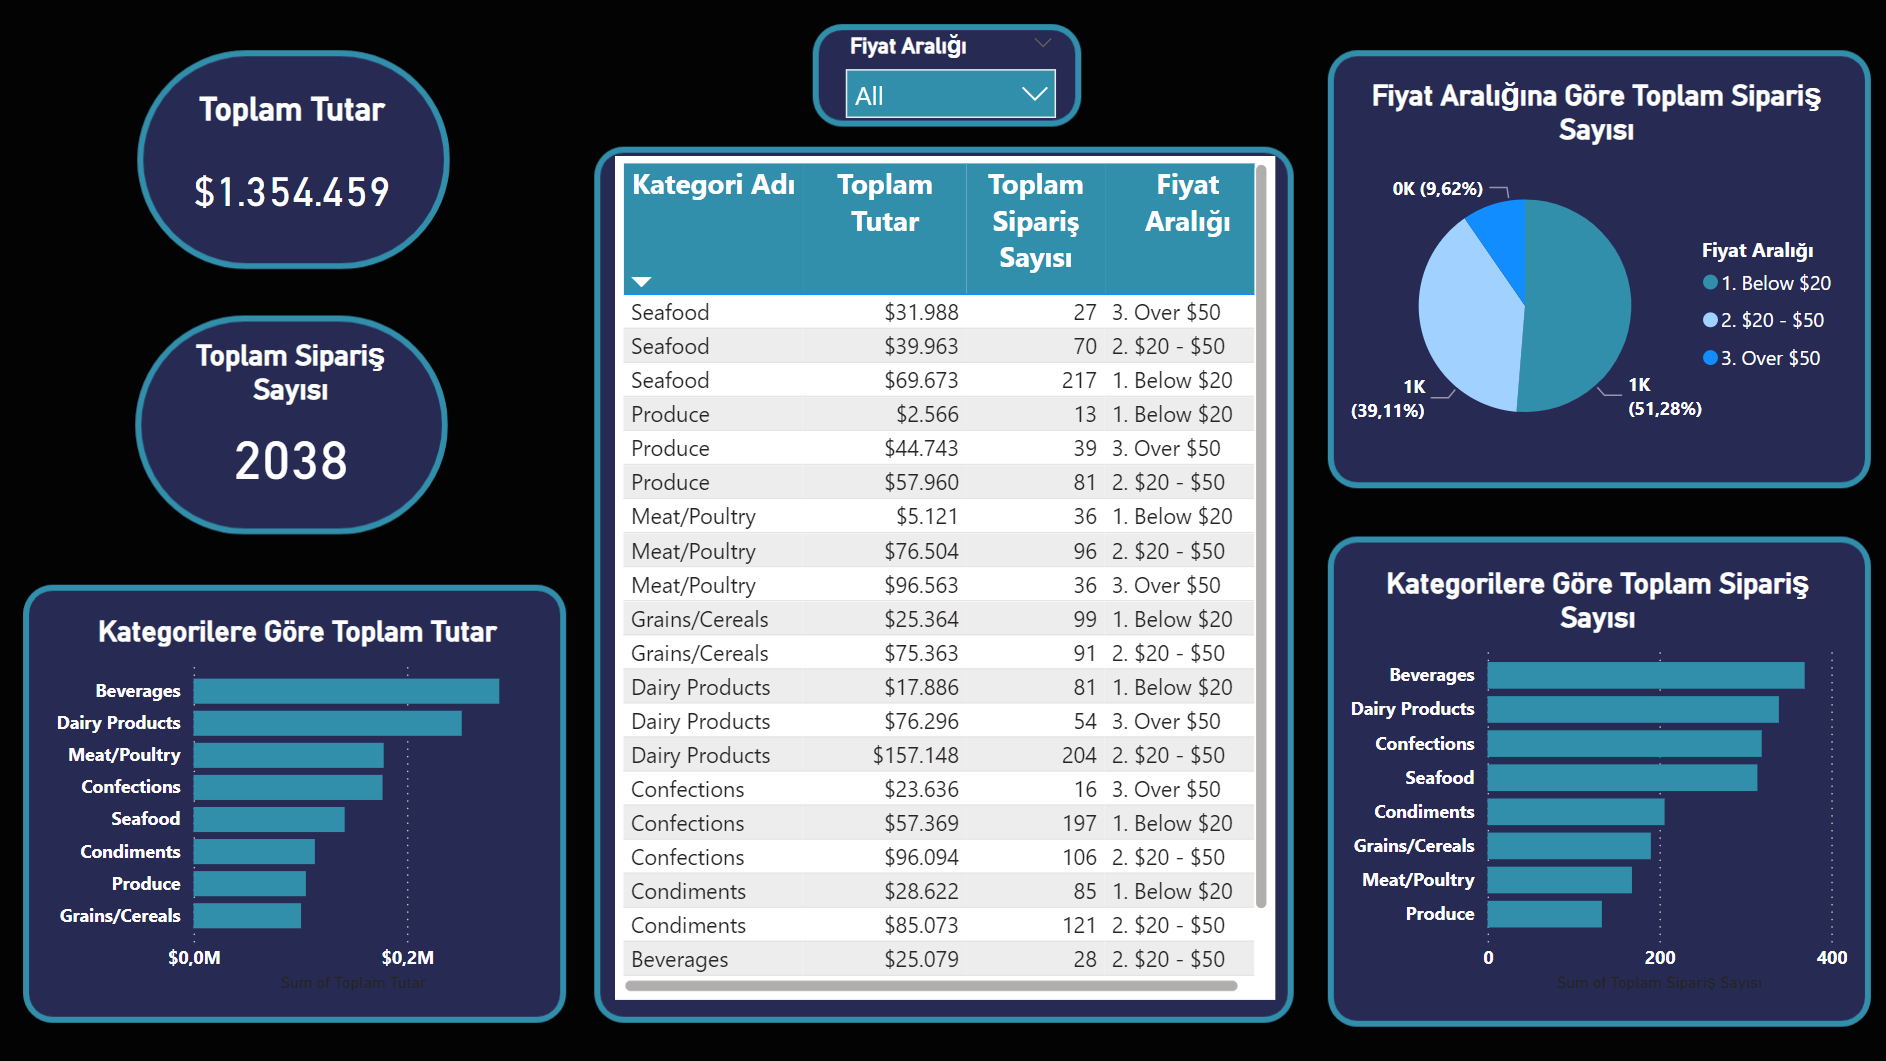 Toplam Tutar
$1.354.459
Toplam Sipariş
Sayısı
2038
Kategorilere Göre Toplam Tutar
Beverages
Dairy Products
Meat/Poultry
Confections
Seafood
Condiments
Produce
Grains/Cereals
$0,0M $0,2M
Sum of Toplam Tutar
Fiyat Aralığı
All
Kategori Adı Toplam Tutar Toplam Sipariş Sayısı Fiyat Aralığı
Seafood $31.988 27 3. Over $50
Seafood $39.963 70 2. $20 - $50
Seafood $69.673 217 1. Below $20
Produce $2.566 13 1. Below $20
Produce $44.743 39 3. Over $50
Produce $57.960 81 2. $20 - $50
Meat/Poultry $5.121 36 1. Below $20
Meat/Poultry $76.504 96 2. $20 - $50
Meat/Poultry $96.563 36 3. Over $50
Grains/Cereals $25.364 99 1. Below $20
Grains/Cereals $75.363 91 2. $20 - $50
Dairy Products $17.886 81 1. Below $20
Dairy Products $76.296 54 3. Over $50
Dairy Products $157.148 204 2. $20 - $50
Confections $23.636 16 3. Over $50
Confections $57.369 197 1. Below $20
Confections $96.094 106 2. $20 - $50
Condiments $28.622 85 1. Below $20
Condiments $85.073 121 2. $20 - $50
Beverages $25.079 28 2. $20 - $50
Fiyat Aralığına Göre Toplam Sipariş
Sayısı
0K (9,62%)
1K
(39,11%)
1K
(51,28%)
Fiyat Aralığı
1. Below $20
2. $20 - $50
3. Over $50
Kategorilere Göre Toplam Sipariş
Sayısı
Beverages
Dairy Products
Confections
Seafood
Condiments
Grains/Cereals
Meat/Poultry
Produce
0 200 400
Sum of Toplam Sipariş Sayısı